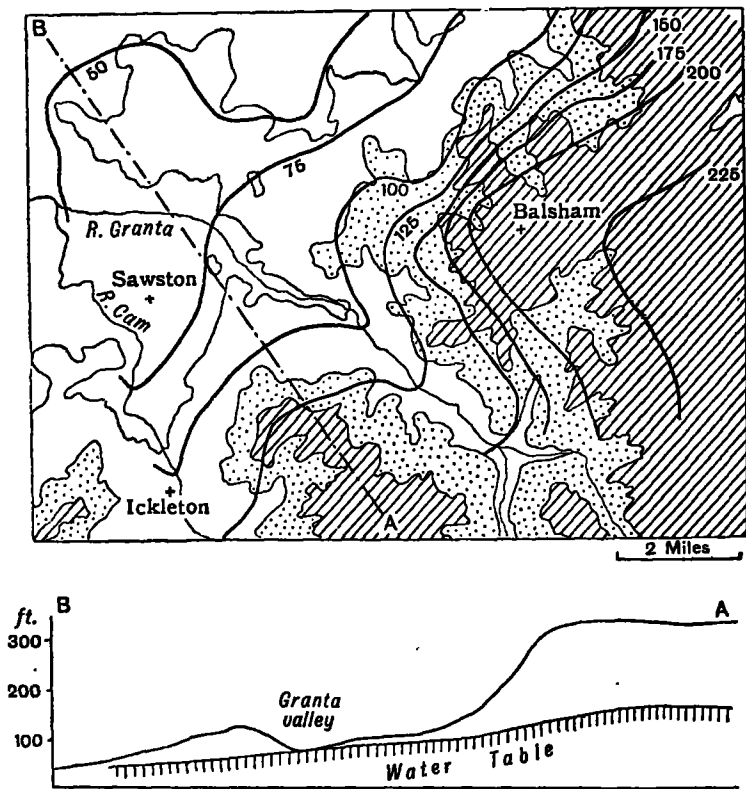 B
50
150
175
200
75
225
100
125
Balsham
R. Granta
Sawston
R. Cam
Ickleton
A
2 Miles
B
A
ft.
300
200
100
Granta
valley
Water Table